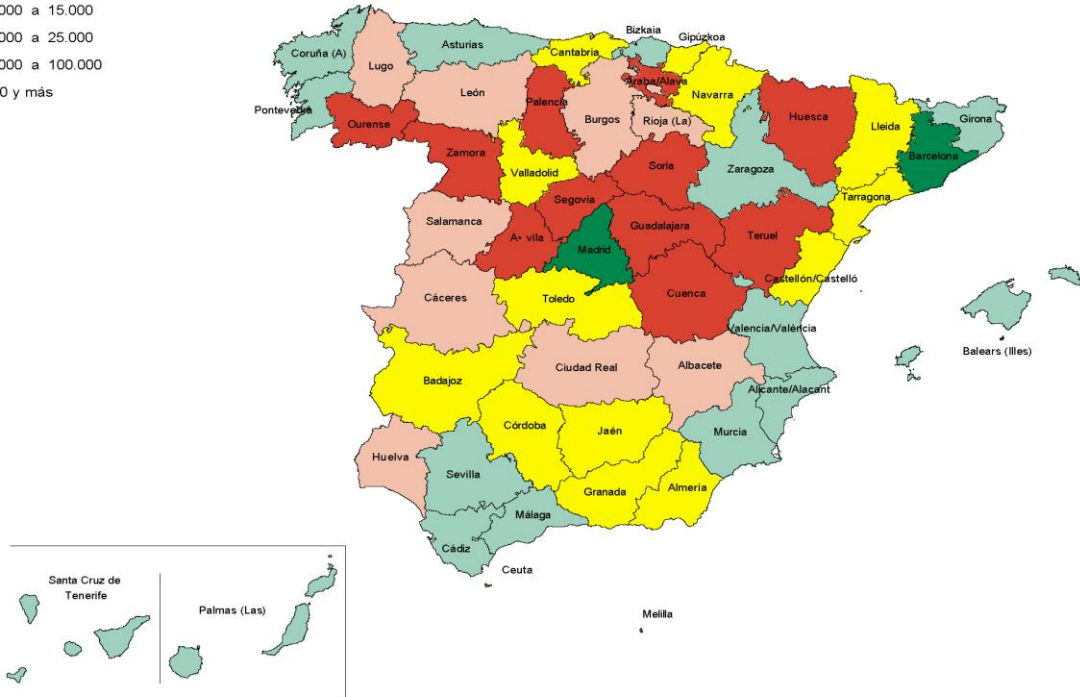 000 a 15.000
000 a 25.000
000 a 100.000
0 y más
Coruña (A)
Lugo
Asturias
Cantabria
Bizkaia
Gipúzkoa
Pontevedra
Ourense
León
Palencia
Burgos
Araba/Alava
Rioja (La)
Navarra
Huesca
Lleida
Girona
Barcelona
Zamora
Valladolid
Soria
Zaragoza
Tarragona
Salamanca
Segovia
A• vila
Madrid
Guadalajara
Teruel
Castellón/Castelló
Cáceres
Toledo
Cuenca
Valencia/València
Balears (Illes)
Badajoz
Ciudad Real
Albacete
Alicante/Alacant
Huelva
Sevilla
Córdoba
Jaén
Murcia
Granada
Almería
Málaga
Cádiz
Ceuta
Melilla
Santa Cruz de
Tenerife
Palmas (Las)